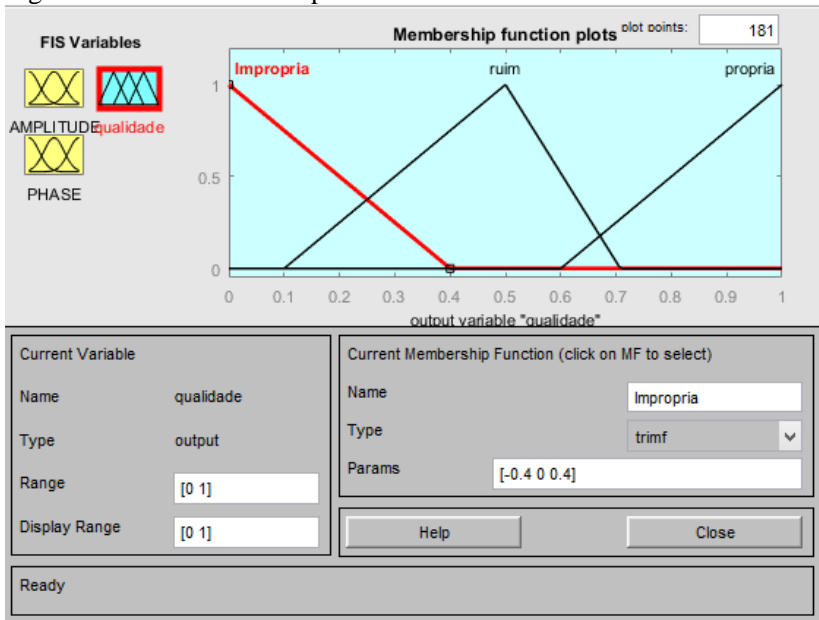 FIS Variables
AMPLITUDE
qualidade
PHASE
Membership function plots
plot points:
181
Impropria
ruim
propria
1
0.5
0
0 0.1 0.2 0.3 0.4 0.5 0.6 0.7 0.8 0.9 1
output variable "qualidade"
Current Variable
Name qualidade
Type output
Range [0 1]
Display Range [0 1]
Current Membership Function (click on MF to select)
Name Impropria
Type trimf
Params [-0.4 0 0.4]
Help Close
Ready